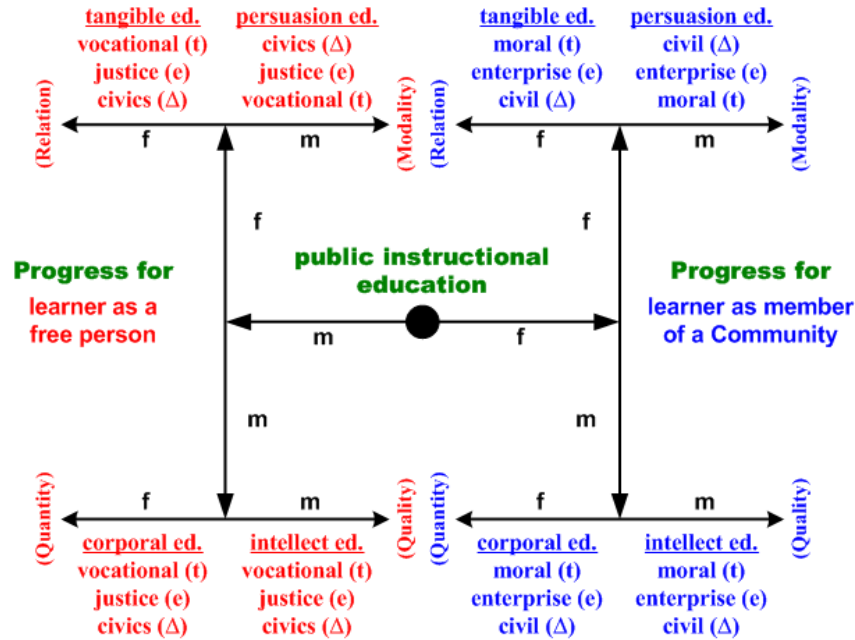 tangible ed.
vocational (t)
justice (e)
civics (Δ)
persuasion ed.
civics (Δ)
justice (e)
vocational (t)
tangible ed.
moral (t)
enterprise (e)
civil (Δ)
persuasion ed.
civil (Δ)
enterprise (e)
moral (t)
(Relation)
f
m
(Modality)
(Relation)
f
m
(Modality)
f
f
Progress for
learner as a
free person
public instructional
education
m
f
Progress for
learner as member
of a Community
m
m
(Quantity)
f
m
(Quality)
(Quantity)
f
m
(Quality)
corporal ed.
vocational (t)
justice (e)
civics (Δ)
intellect ed.
vocational (t)
justice (e)
civics (Δ)
corporal ed.
moral (t)
enterprise (e)
civil (Δ)
intellect ed.
moral (t)
enterprise (e)
civil (Δ)